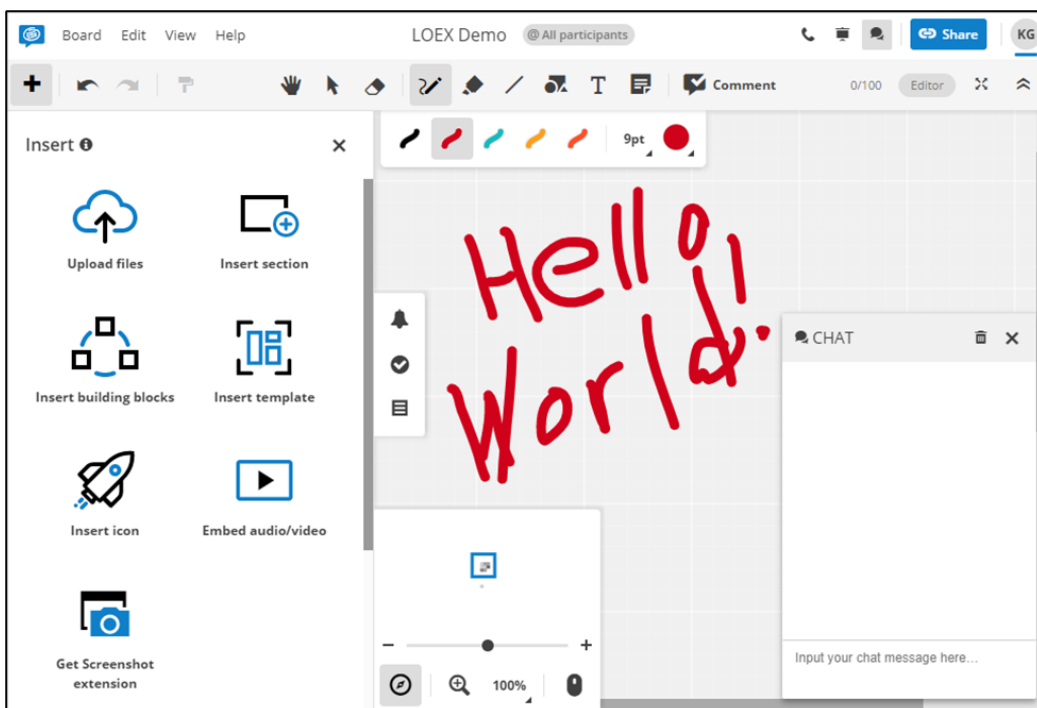 Board Edit View Help LOEX Demo @ All participants Share KG
Comment 0/100 Editor
Insert
9pt
Upload files Insert section
Insert building blocks Insert template
Insert icon Embed audio/video
Get Screenshot
extension
Hello,
World!
100%
CHAT
Input your chat message here...